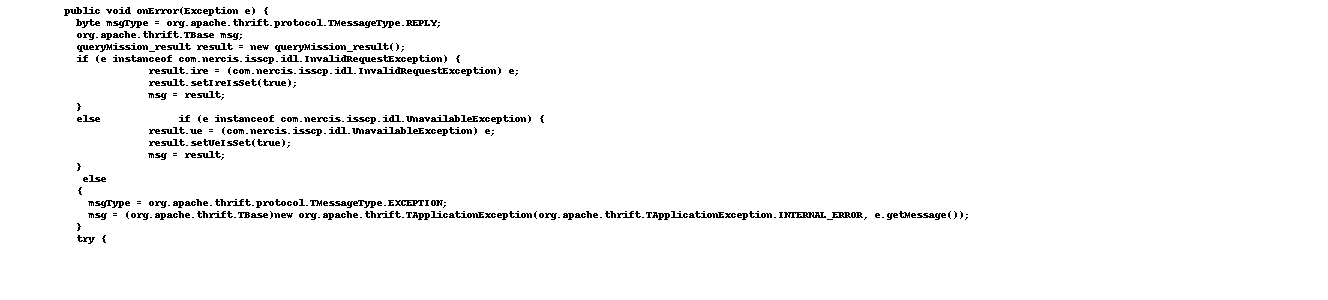 public void onError(Exception e) {
byte msgType = org.apache.thrift.protocol.TMessageType.REPLY;
org.apache.thrift.TBase msg;
queryMission_result result = new queryMission_result();
if (e instanceof com.nercis.isscp.idl.InvalidRequestException) {
result.ire = (com.nercis.isscp.idl.InvalidRequestException) e;
result.setIreIsSet(true);
msg = result;
}
else if (e instanceof com.nercis.isscp.idl.UnavailableException) {
result.ue = (com.nercis.isscp.idl.UnavailableException) e;
result.setUeIsSet(true);
msg = result;
}
else
{
msgType = org.apache.thrift.protocol.TMessageType.EXCEPTION;
msg = (org.apache.thrift.TBase)new org.apache.thrift.TApplicationException(org.apache.thrift.TApplicationException.INTERNAL_ERROR, e.getMessage());
}
try {